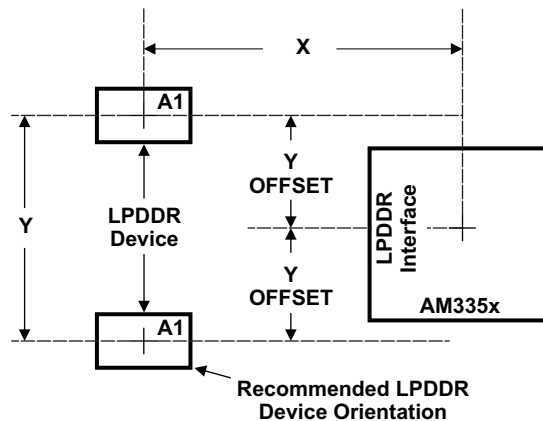 X
A1
Y
OFFSET
Y
LPDDR
Device
LPDDR
Interface
Y
OFFSET
AM335x
A1
Recommended LPDDR
Device Orientation